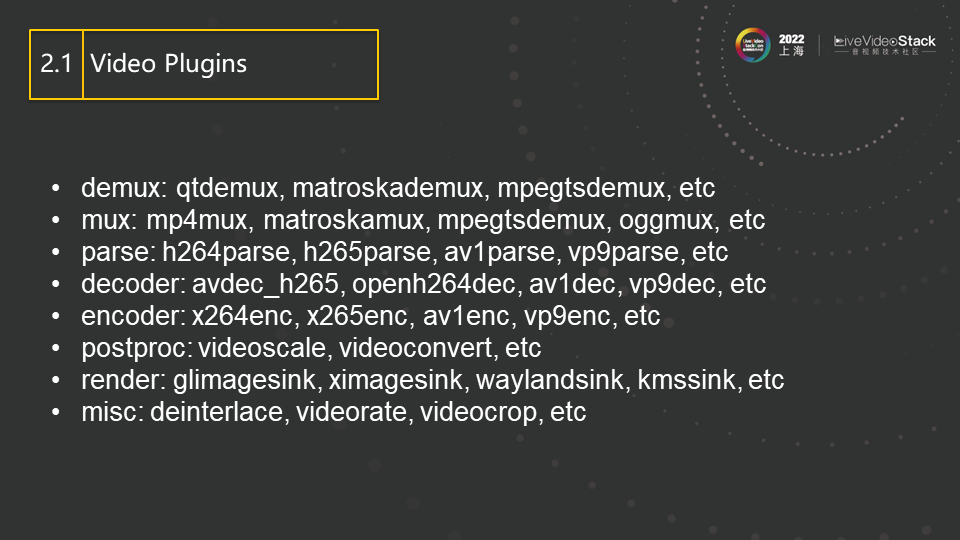 2.1 Video Plugins
LiveVideo
StackCon
2022
上海
LiveVideoStack
音视频技术社区
• demux: qtdemux, matroskademux, mpegtsdemux, etc
• mux: mp4mux, matroskamux, mpegtsdemux, oggmux, etc
• parse: h264parse, h265parse, av1parse, vp9parse, etc
• decoder: avdec_h265, openh264dec, av1dec, vp9dec, etc
• encoder: x264enc, x265enc, av1enc, vp9enc, etc
• postproc: videoscale, videoconvert, etc
• render: glimagesink, ximagesink, waylandsink, kmssink, etc
• misc: deinterlace, videorate, videocrop, etc